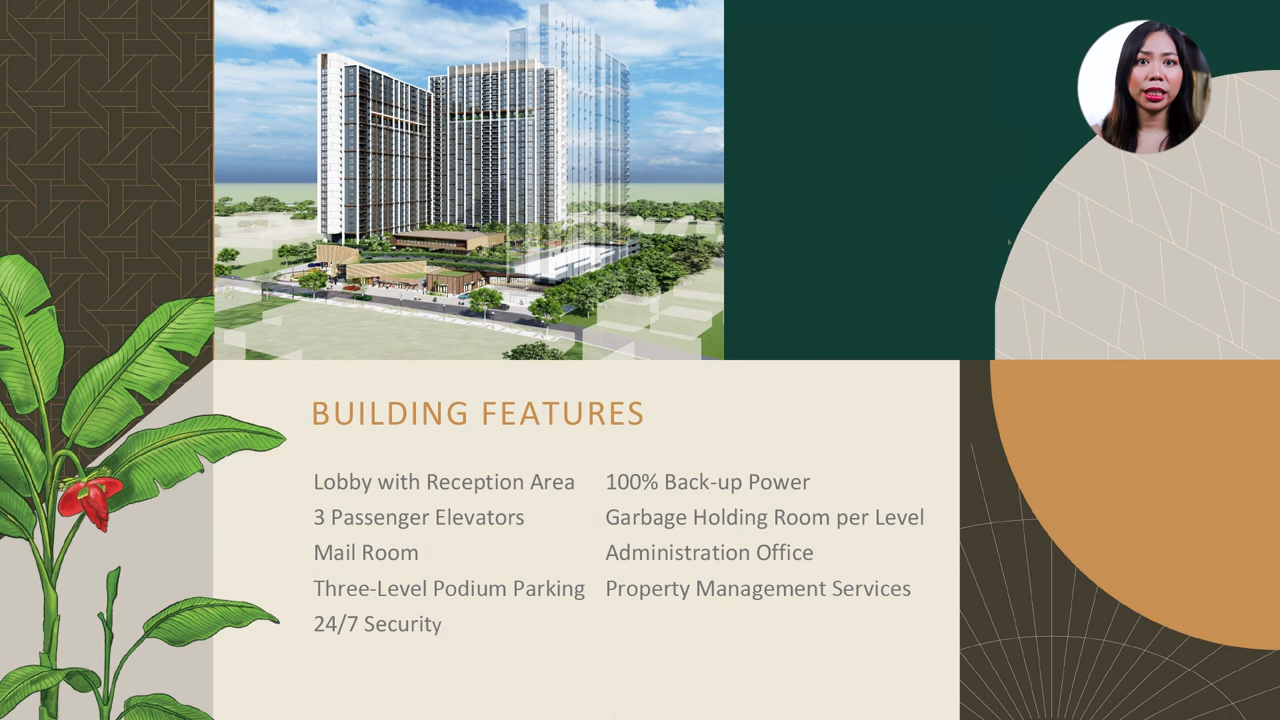 BUILDING FEATURES
Lobby with Reception Area
3 Passenger Elevators
Mail Room
Three-Level Podium Parking
24/7 Security
100% Back-up Power
Garbage Holding Room per Level
Administration Office
Property Management Services